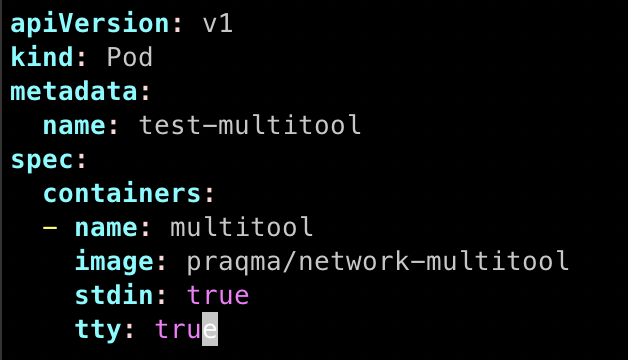 apiVersion: v1
kind: Pod
metadata:
  name: test-multitool
spec:
  containers:
  - name: multitool
    image: praqma/network-multitool
    stdin: true
    tty: true